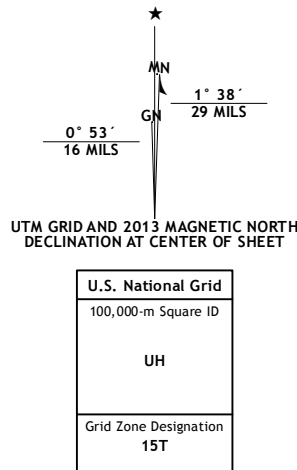 MN
GN
1° 38´
29 MILS
0° 53´
16 MILS
UTM GRID AND 2013 MAGNETIC NORTH
DECLINATION AT CENTER OF SHEET
U.S. National Grid
100,000-m Square ID
UH
Grid Zone Designation
15T